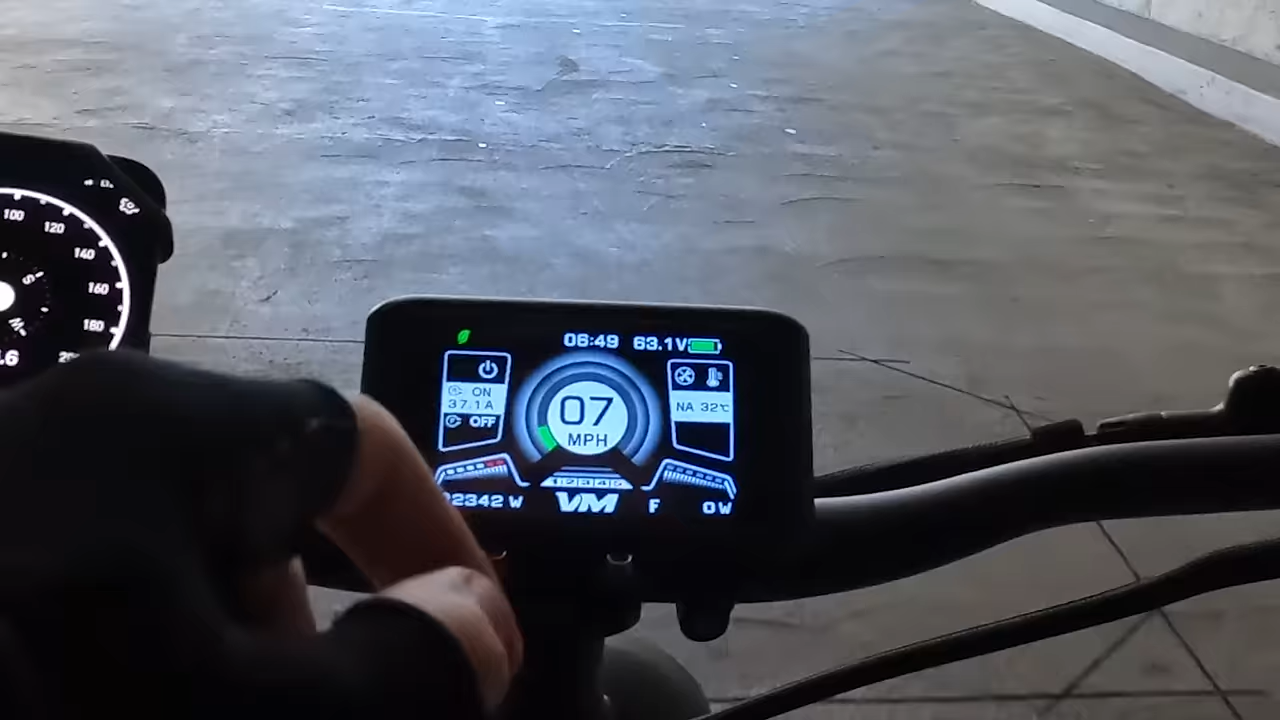 100
120
140
160
180
S
06:49 63.1V
ON
37.1A
OFF
NA 32℃
07
MPH
12345
2342 W
VM
F
0W